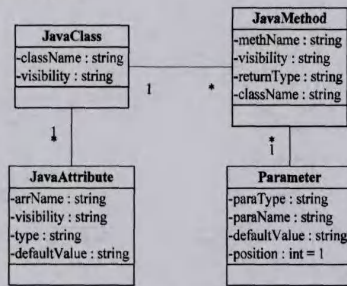 JavaClass
-className : string
-visibility : string
JavaMethod
-methName : string
-visibility : string
-returnType : string
-className : string
1
*
1
*
*
1
JavaAttribute
-arrName : string
-visibility : string
-type : string
-defaultValue : string
Parameter
-paraType : string
-paraName : string
-defaultValue : string
-position : int = 1